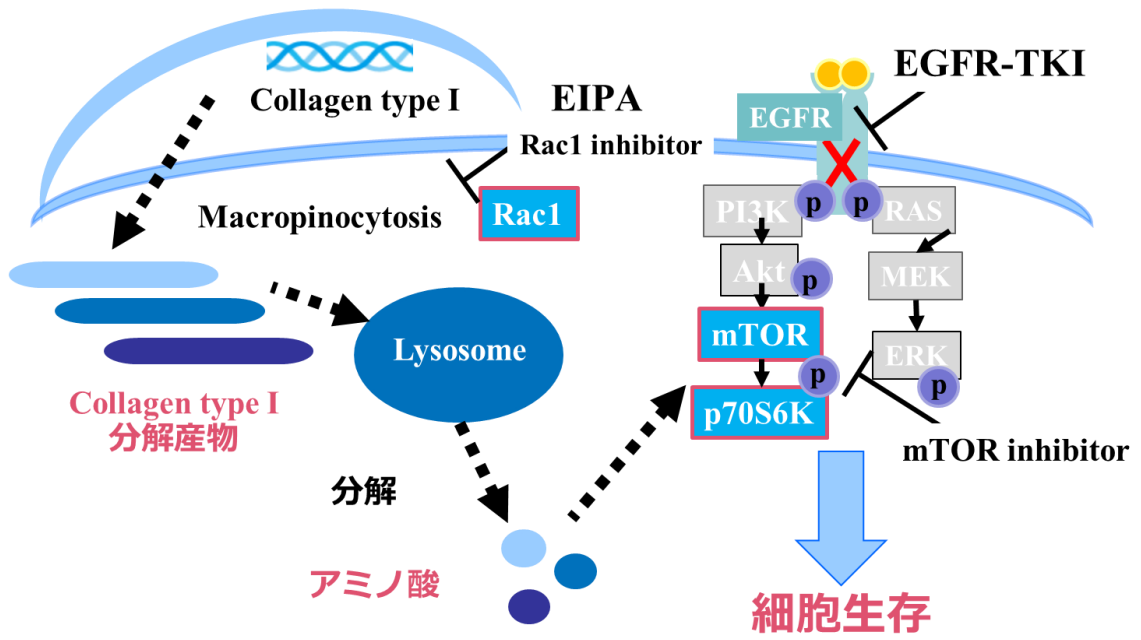 Collagen type I
EIPA
Rac1 inhibitor
EGFR-TKI
EGFR
Macropinocytosis
Rac1
PI3K
p
p
RAS
Akt
p
MEK
mTOR
Lysosome
ERK
p
p
p70S6K
Collagen type I
分解産物
mTOR inhibitor
分解
アミノ酸
細胞生存